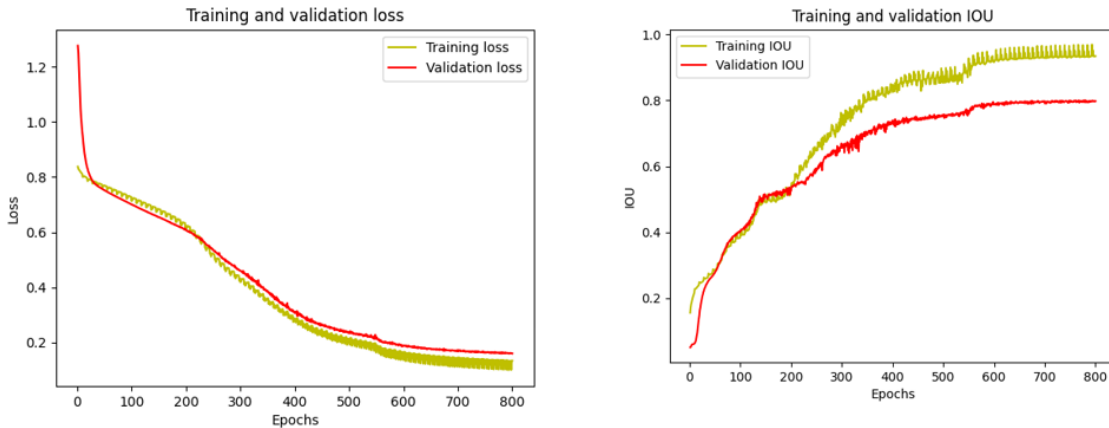 Training and validation loss
Training loss
Validation loss
1.2
1.0
0.8
0.6
0.4
0.2
Loss
0 100 200 300 400 500 600 700 800
Epochs
Training and validation IOU
Training IOU
Validation IOU
1.0
0.8
0.6
0.4
0.2
IOU
0 100 200 300 400 500 600 700 800
Epochs